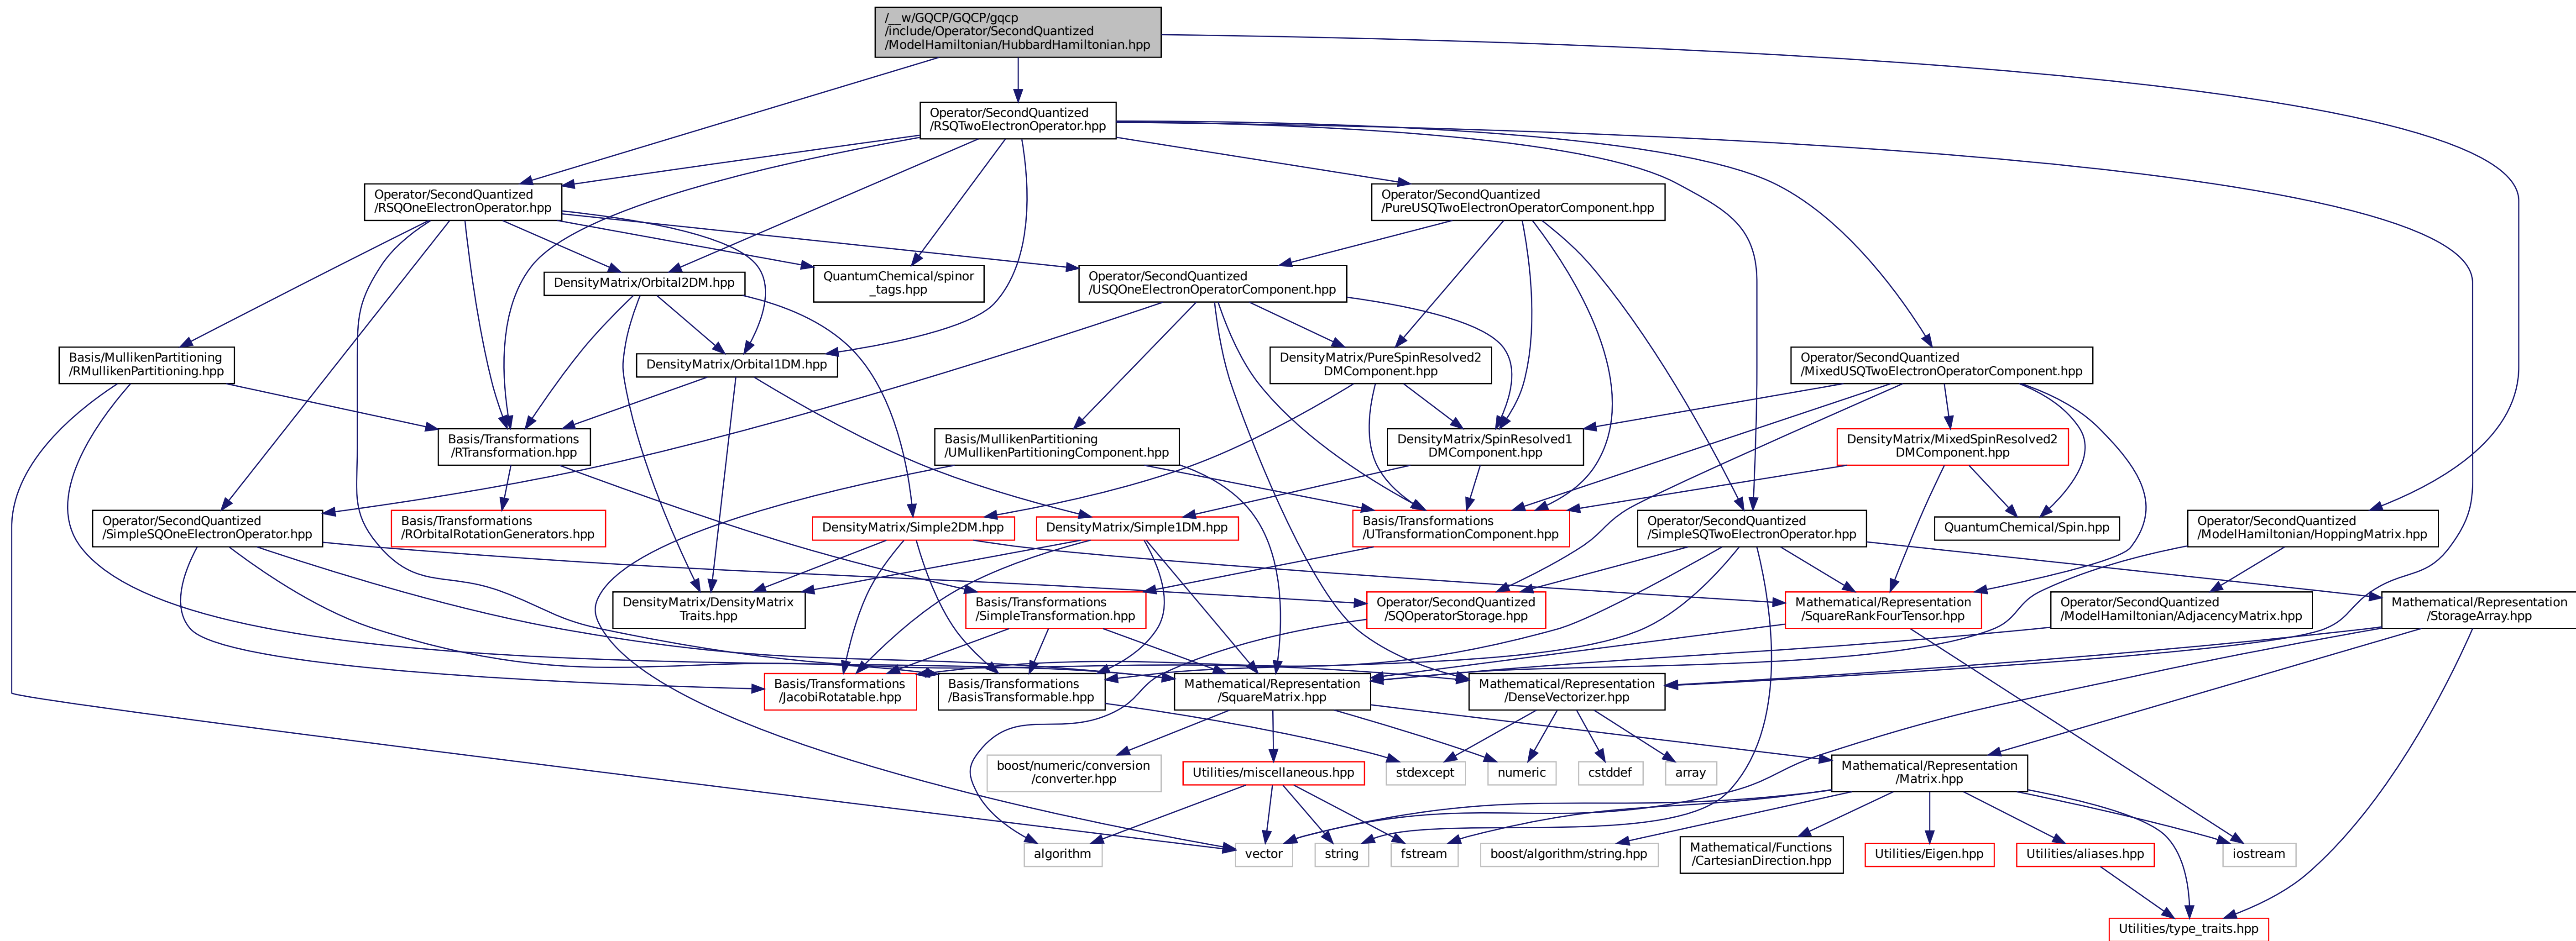 /__w/GQCP/GQCP/gqcp
/include/Operator/SecondQuantized
/ModelHamiltonian/HubbardHamiltonian.hpp
Operator/SecondQuantized
/RSQTwoElectronOperator.hpp
Operator/SecondQuantized
/RSQOneElectronOperator.hpp
Operator/SecondQuantized
/PureUSQTwoElectronOperatorComponent.hpp
DensityMatrix/Orbital2DM.hpp
QuantumChemical/spinor
_tags.hpp
Operator/SecondQuantized
/USQOneElectronOperatorComponent.hpp
Basis/MullikenPartitioning
/RMullikenPartitioning.hpp
DensityMatrix/Orbital1DM.hpp
DensityMatrix/PureSpinResolved2
DMComponent.hpp
Operator/SecondQuantized
/MixedUSQTwoElectronOperatorComponent.hpp
Basis/Transformations
/RTransformation.hpp
Basis/MullikenPartitioning
/UMullikenPartitioningComponent.hpp
DensityMatrix/SpinResolved1
DMComponent.hpp
DensityMatrix/MixedSpinResolved2
DMComponent.hpp
Operator/SecondQuantized
/SimpleSQOneElectronOperator.hpp
Basis/Transformations
/ROrbitalRotationGenerators.hpp
DensityMatrix/Simple2DM.hpp
DensityMatrix/Simple1DM.hpp
Basis/Transformations
/UTransformationComponent.hpp
Operator/SecondQuantized
/SimpleSQTwoElectronOperator.hpp
QuantumChemical/Spin.hpp
Operator/SecondQuantized
/ModelHamiltonian/HoppingMatrix.hpp
DensityMatrix/DensityMatrix
Traits.hpp
Basis/Transformations
/SimpleTransformation.hpp
Operator/SecondQuantized
/SQOperatorStorage.hpp
Mathematical/Representation
/SquareRankFourTensor.hpp
Operator/SecondQuantized
/ModelHamiltonian/AdjacencyMatrix.hpp
Mathematical/Representation
/StorageArray.hpp
Basis/Transformations
/JacobiRotatable.hpp
Basis/Transformations
/BasisTransformable.hpp
Mathematical/Representation
/SquareMatrix.hpp
Mathematical/Representation
/DenseVectorizer.hpp
boost/numeric/conversion
/converter.hpp
Utilities/miscellaneous.hpp
stdexcept
numeric
cstddef
array
Mathematical/Representation
/Matrix.hpp
algorithm
vector
string
fstream
boost/algorithm/string.hpp
Mathematical/Functions
/CartesianDirection.hpp
Utilities/Eigen.hpp
Utilities/aliases.hpp
iostream
Utilities/type_traits.hpp